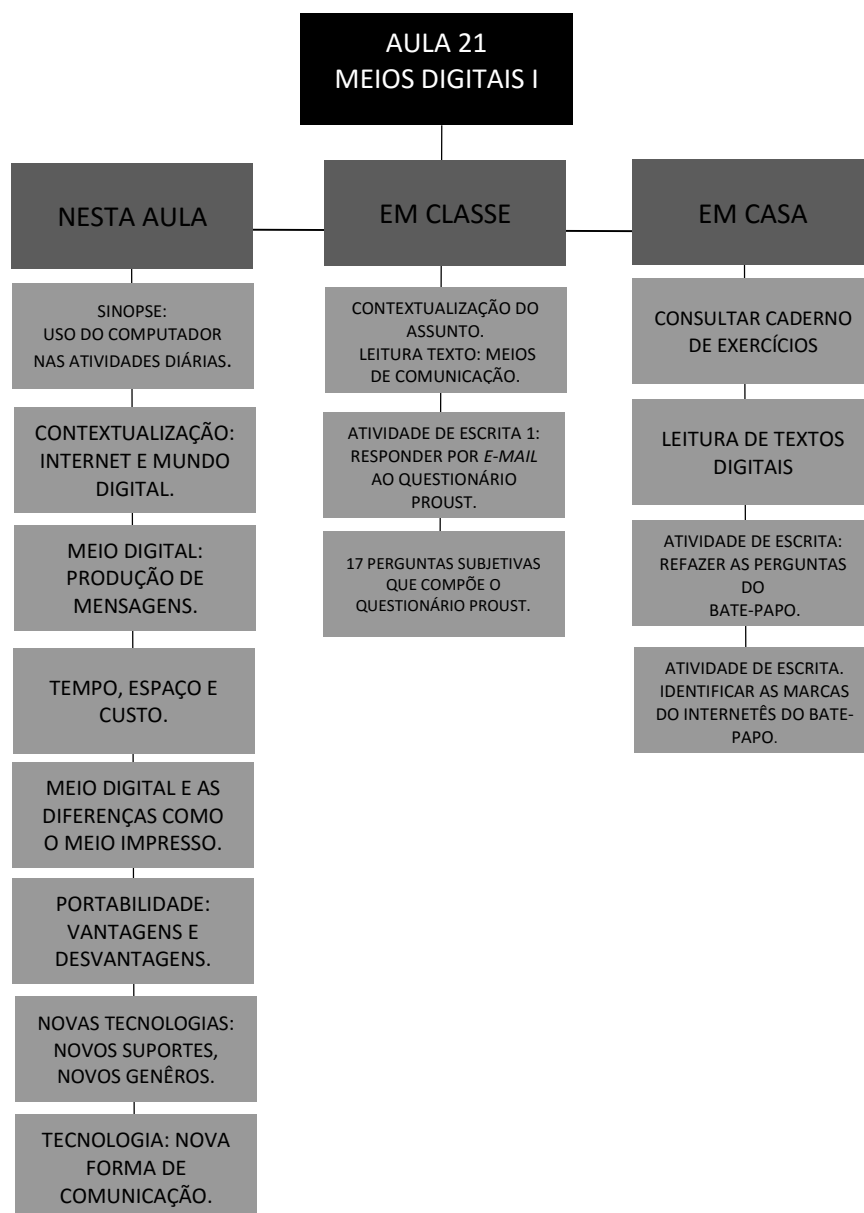 AULA 21
MEIOS DIGITAIS I
NESTA AULA
SINOPSE:
USO DO COMPUTADOR
NAS ATIVIDADES DIÁRIAS.
CONTEXTUALIZAÇÃO:
INTERNET E MUNDO
DIGITAL.
MEIO DIGITAL:
PRODUÇÃO DE
MENSAGENS.
TEMPO, ESPAÇO E
CUSTO.
MEIO DIGITAL E AS
DIFERENÇAS COMO
O MEIO IMPRESSO.
PORTABILIDADE:
VANTAGENS E
DESVANTAGENS.
NOVAS TECNOLOGIAS:
NOVOS SUPORTES,
NOVOS GENÊROS.
TECNOLOGIA: NOVA
FORMA DE
COMUNICAÇÃO.
EM CLASSE
CONTEXTUALIZAÇÃO DO
ASSUNTO.
LEITURA TEXTO: MEIOS
DE COMUNICAÇÃO.
ATIVIDADE DE ESCRITA 1:
RESPONDER POR E-MAIL
AO QUESTIONÁRIO
PROUST.
17 PERGUNTAS SUBJETIVAS
QUE COMPÕE O
QUESTIONÁRIO PROUST.
EM CASA
CONSULTAR CADERNO
DE EXERCÍCIOS
LEITURA DE TEXTOS
DIGITAIS
ATIVIDADE DE ESCRITA:
REFAZER AS PERGUNTAS
DO
BATE-PAPO.
ATIVIDADE DE ESCRITA.
IDENTIFICAR AS MARCAS
DO INTERNETÊS DO BATE-
PAPO.